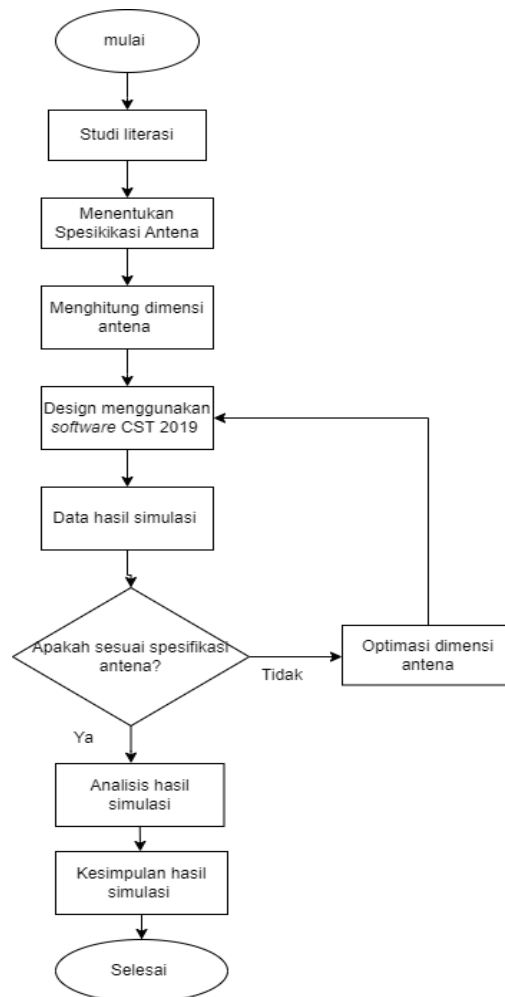 mulai
Studi literasi
Menentukan
Spesikikasi Antena
Menghitung dimensi
antena
Design menggunakan
software CST 2019
Data hasil simulasi
Apakah sesuai spesifikasi
antena?
Tidak
Optimasi dimensi
antena
Ya
Analisis hasil
simulasi
Kesimpulan hasil
simulasi
Selesai